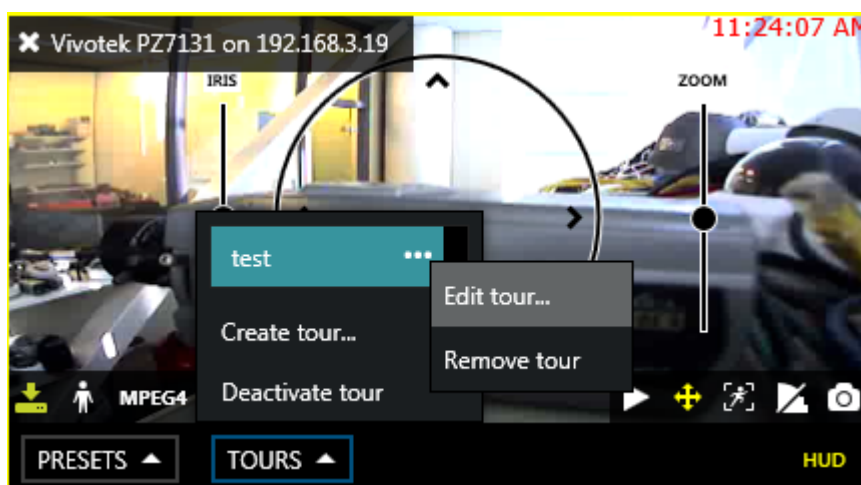 Vivotek PZ7131 on 192.168.3.19
11:24:07 AM
IRIS
ZOOM
test
Edit tour...
Create tour...
Remove tour
Deactivate tour
MPEG4
PRESETS
TOURS
HUD